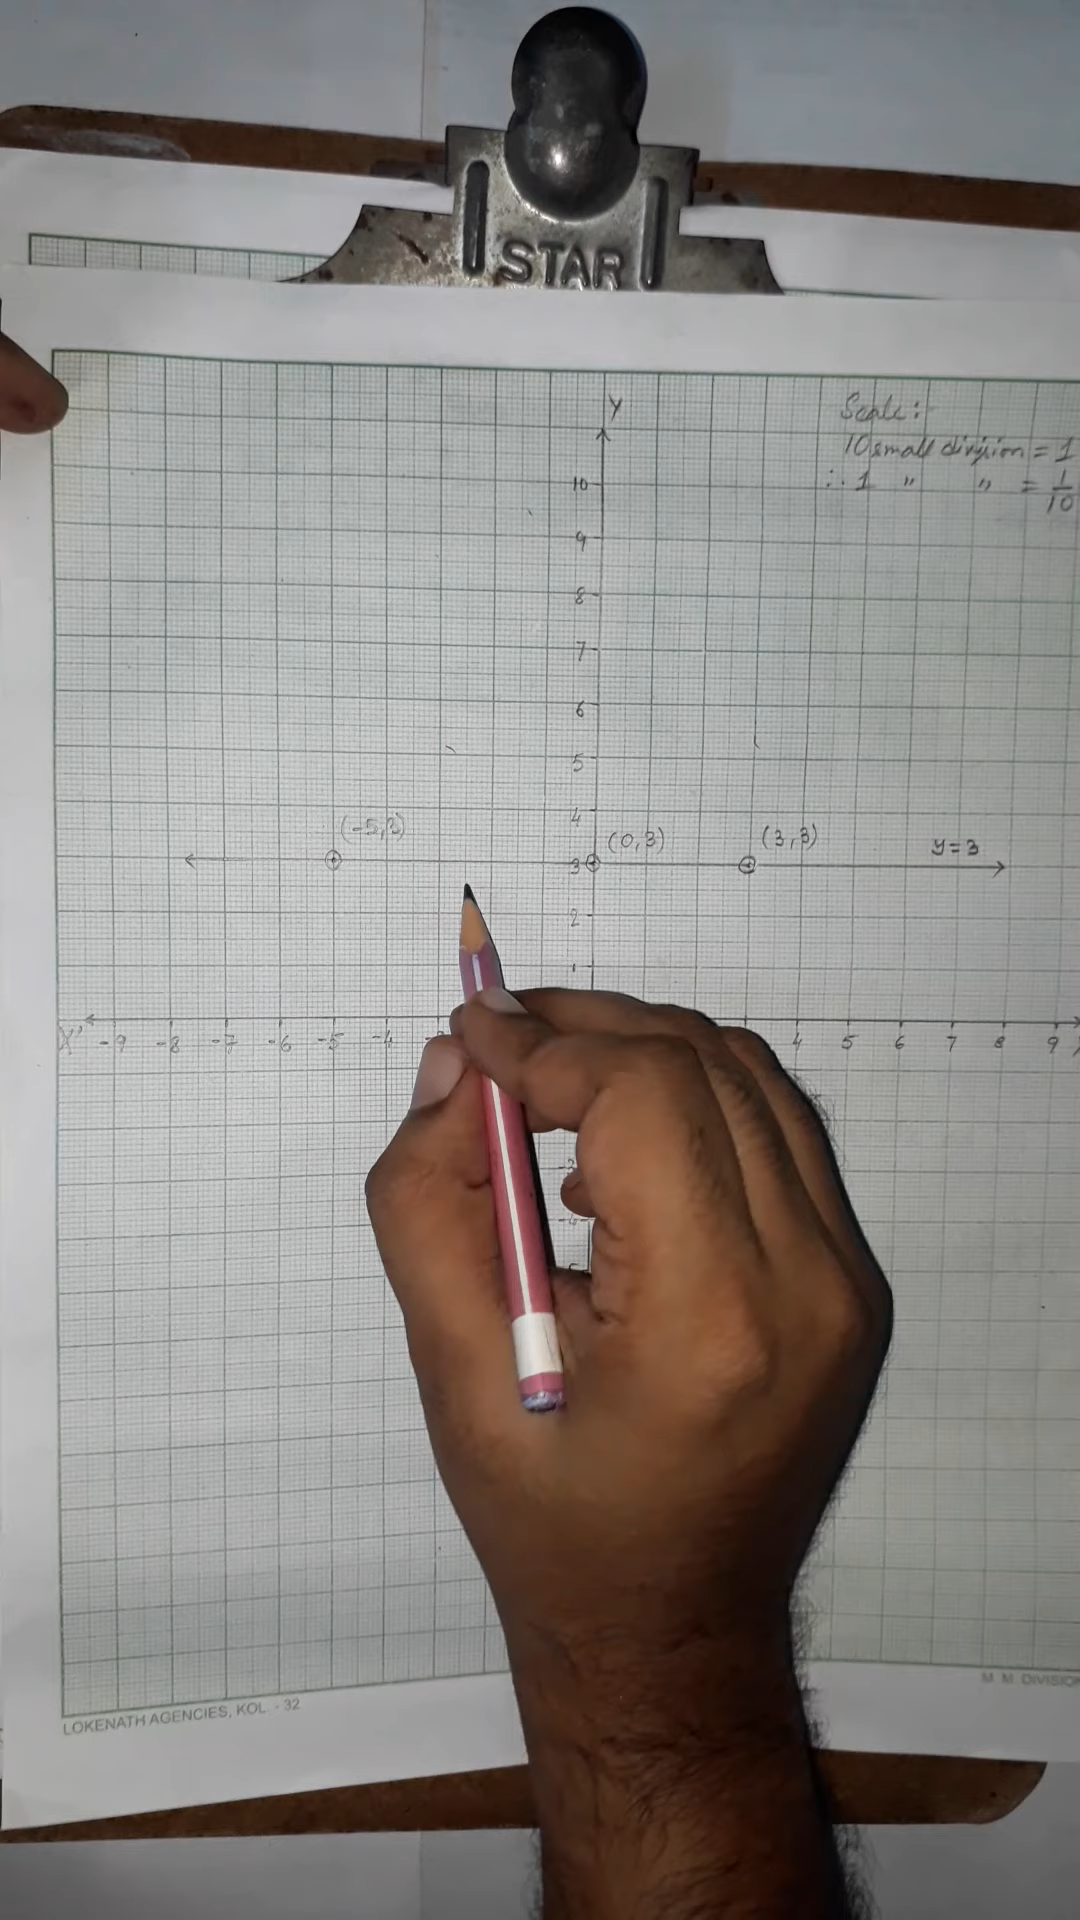 STAR
Y
Scale:-
10 small division = 1
∴ 1 " " = 1/10
10
9
8
7
6
5
4
(-5,3) (0,3) (3,3) y=3
3
2
1
X' -9 -8 -7 -6 -5 -4 4 5 6 7 8 9
-3
-4
LOKENATH AGENCIES, KOL - 32
M. M. DIVISION